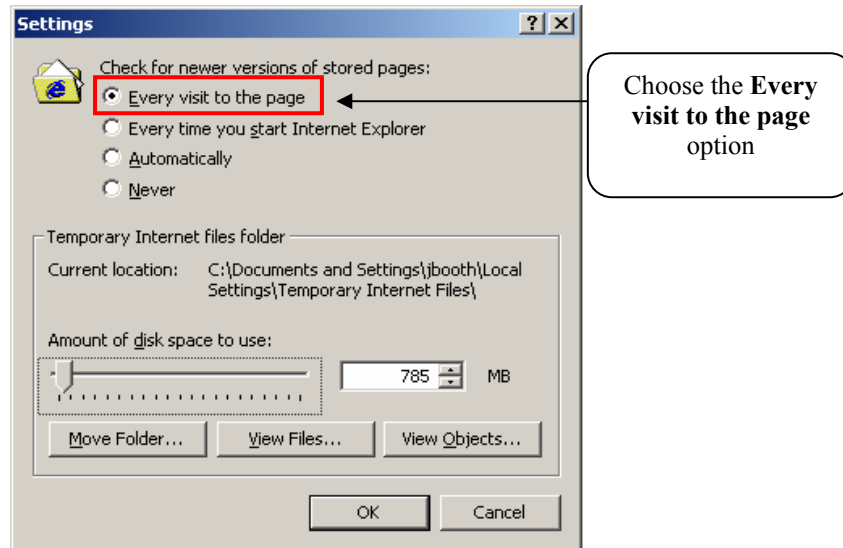 Settings
Check for newer versions of stored pages:
Every visit to the page
Every time you start Internet Explorer
Automatically
Never
Choose the Every
visit to the page
option
Temporary Internet files folder
Current location: C:\Documents and Settings\jbooth\Local
Settings\Temporary Internet Files\
Amount of disk space to use:
785 MB
Move Folder... View Files... View Objects...
OK Cancel